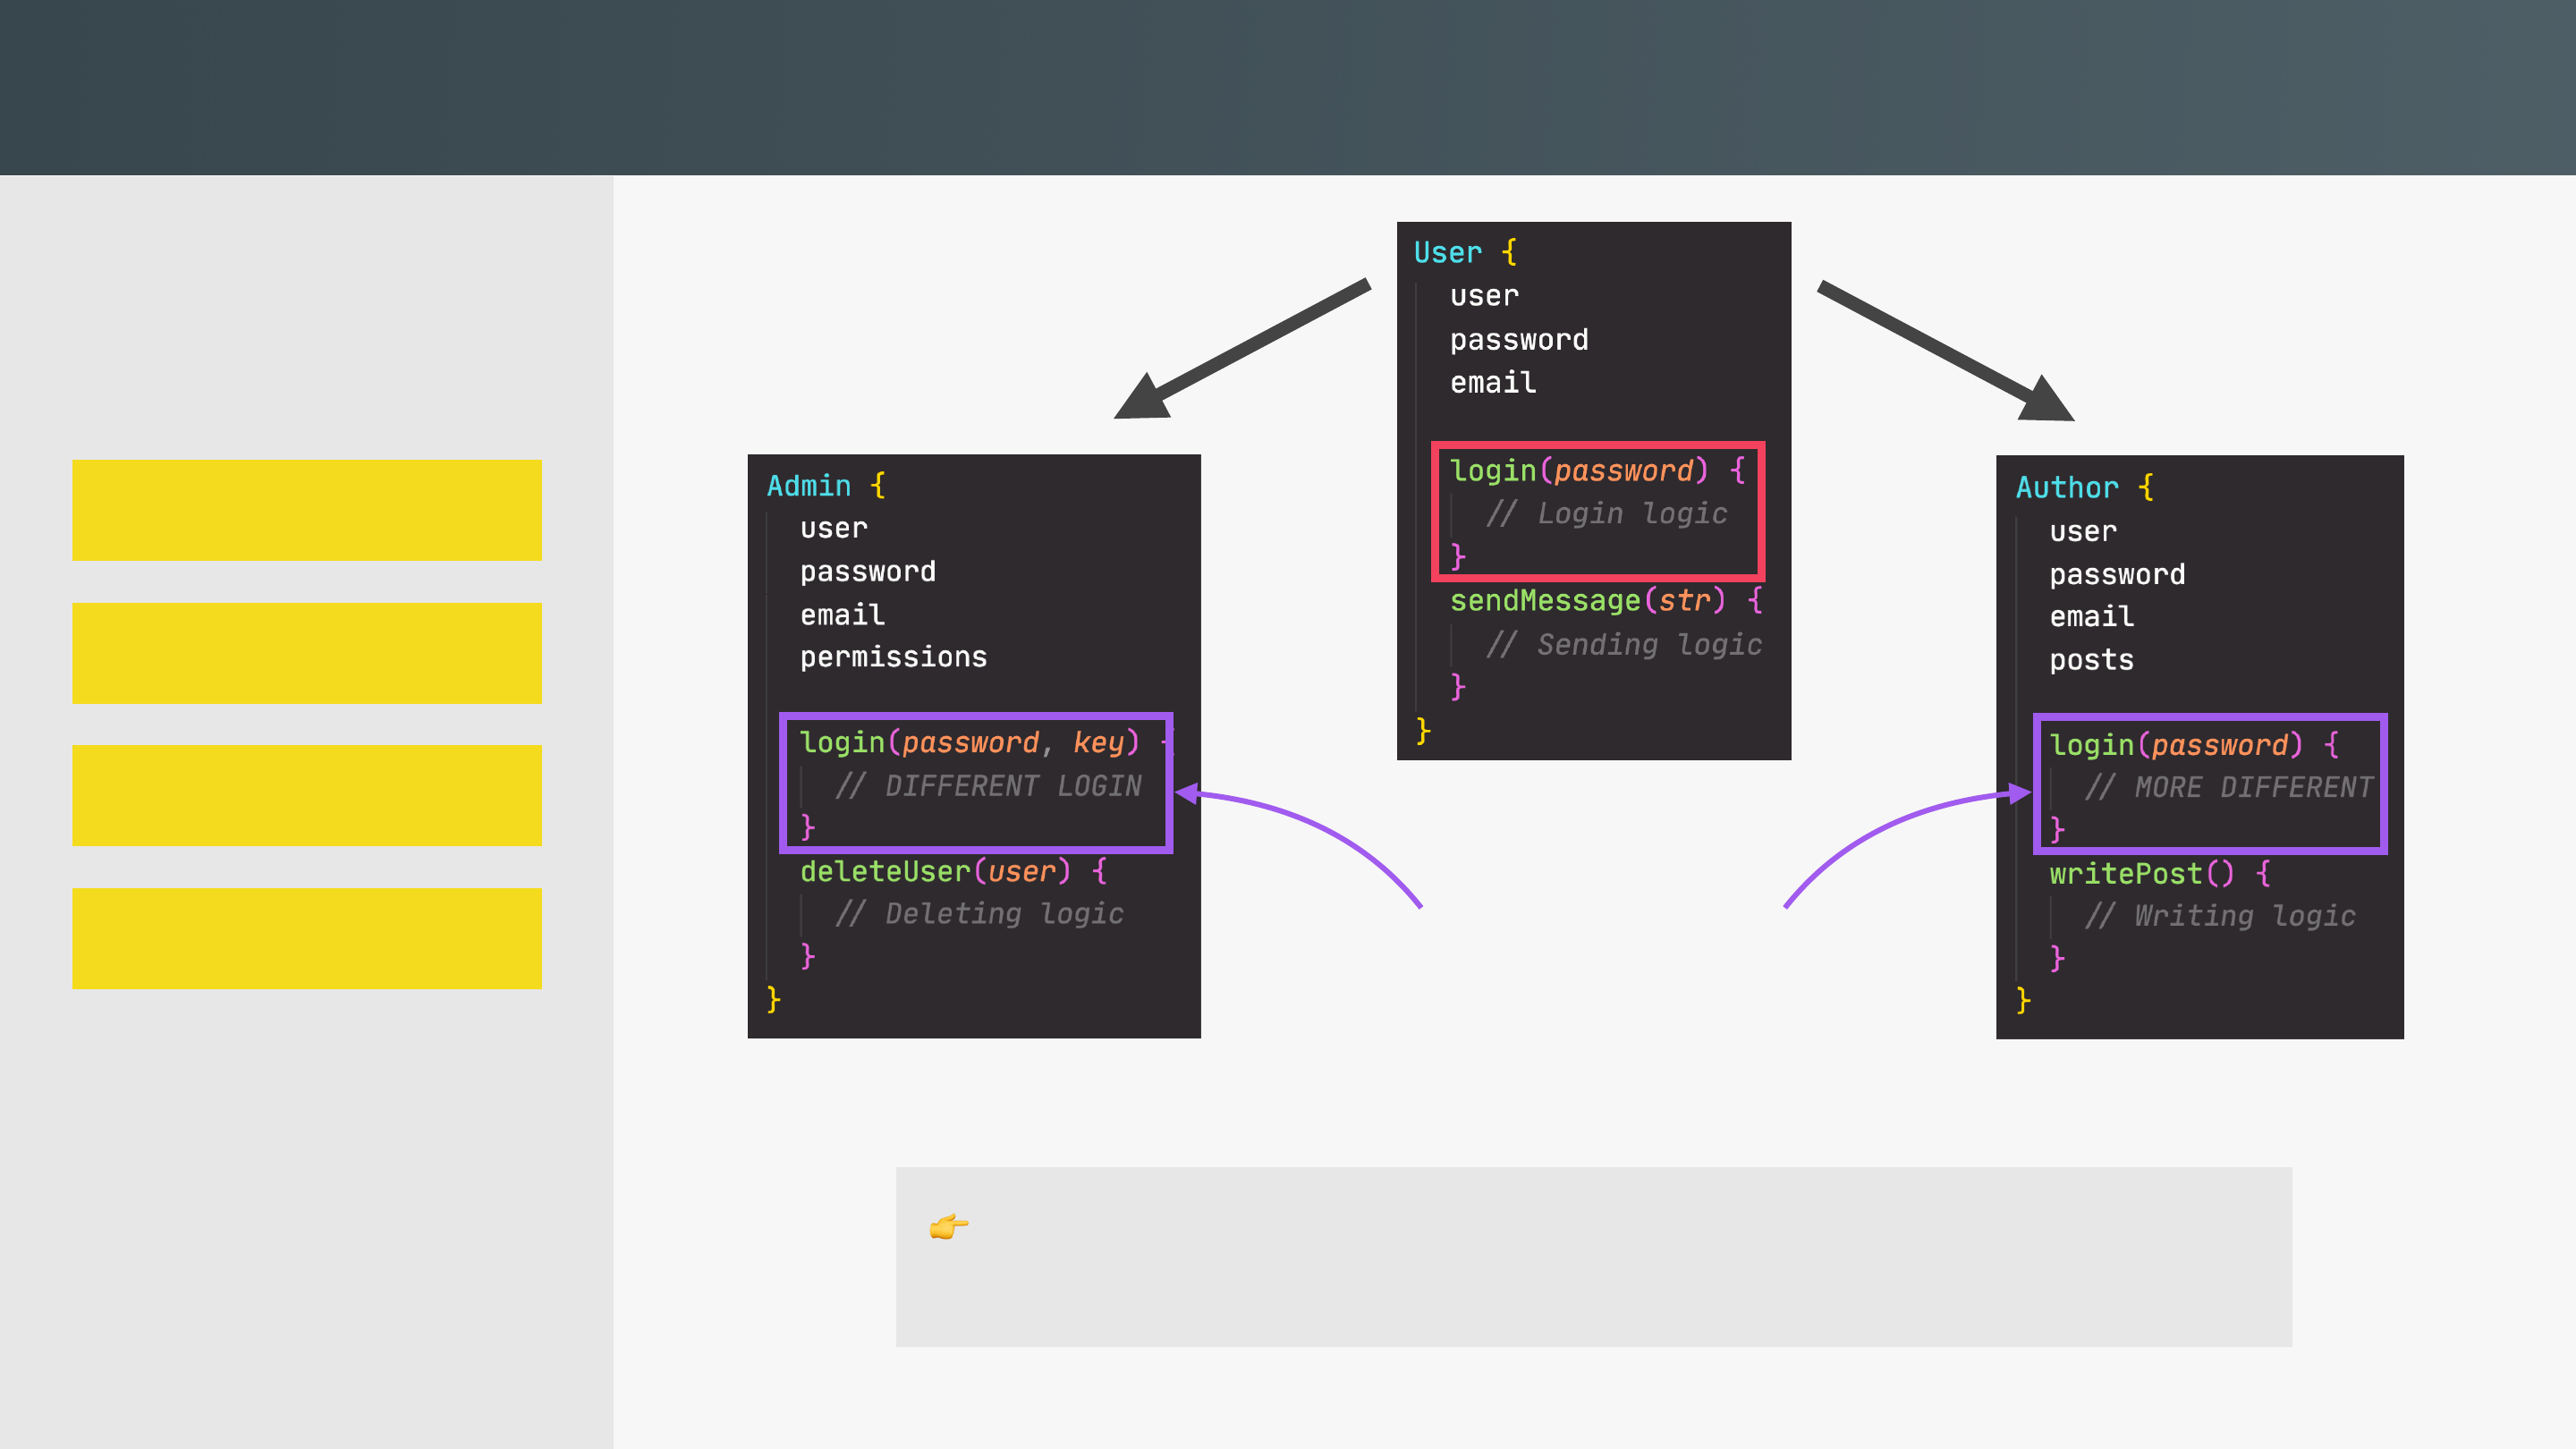 User {
user
password
email
login(password) {
// Login logic
}
sendMessage(str) {
// Sending logic
}
}
Admin {
user
password
email
permissions
login(password, key) {
// DIFFERENT LOGIN
}
deleteUser(user) {
// Deleting logic
}
}
Author {
user
password
email
posts
login(password) {
// MORE DIFFERENT
}
writePost() {
// Writing logic
}
}